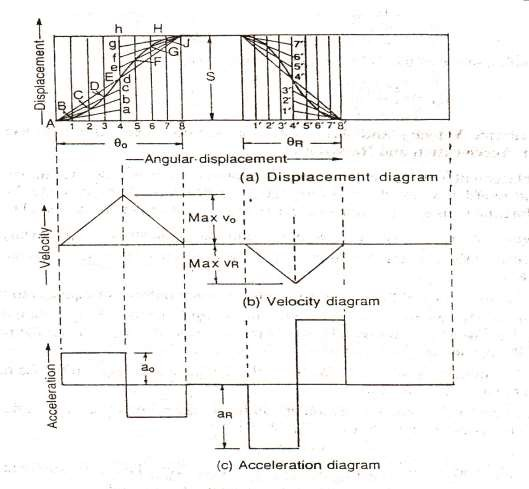 h H
g J
f G
e F
E d
D c
C b
B a
A 1 2 3 4 5 6 7 8
S
7'
6'
5'
4'
3'
2'
1'
1' 2' 3' 4' 5' 6' 7' 8'
θo θR
Displacement
Angular displacement
(a) Displacement diagram
Max vo
Velocity
Max vR
(b) Velocity diagram
Acceleration
ao
aR
(c) Acceleration diagram